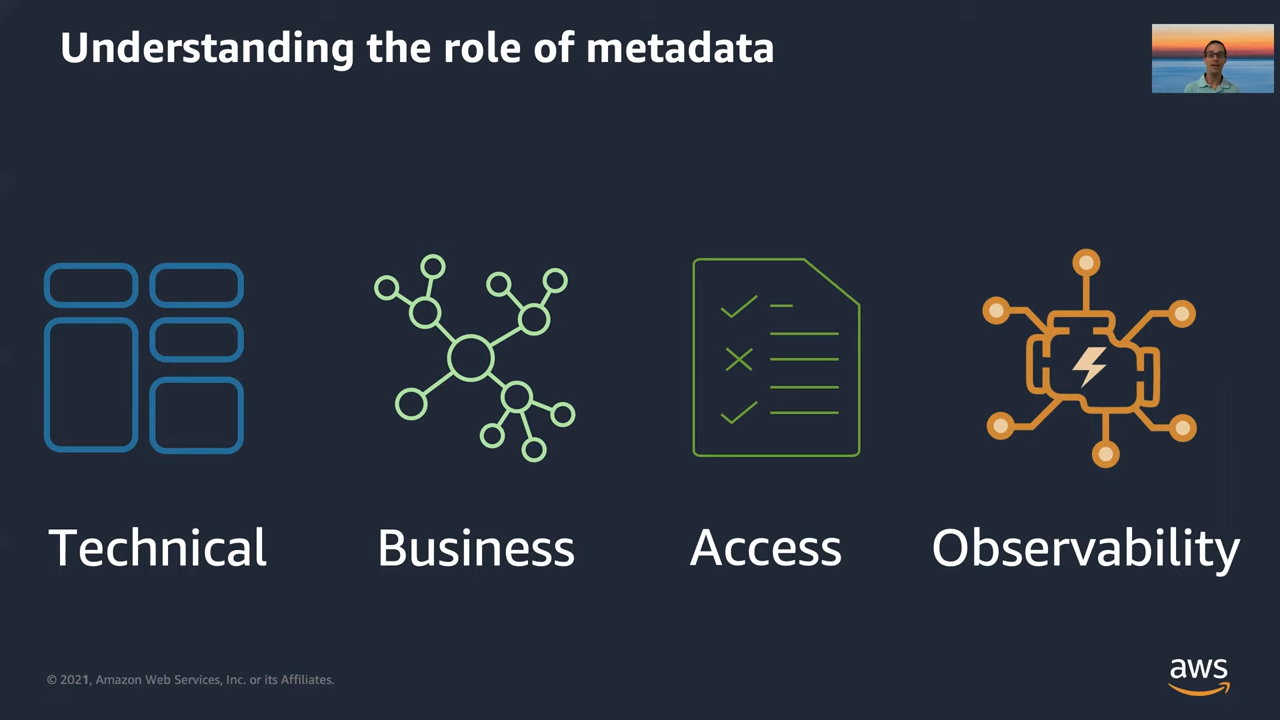 Understanding the role of metadata
Technical
Business
Access
Observability
© 2021, Amazon Web Services, Inc. or its Affiliates.
aws